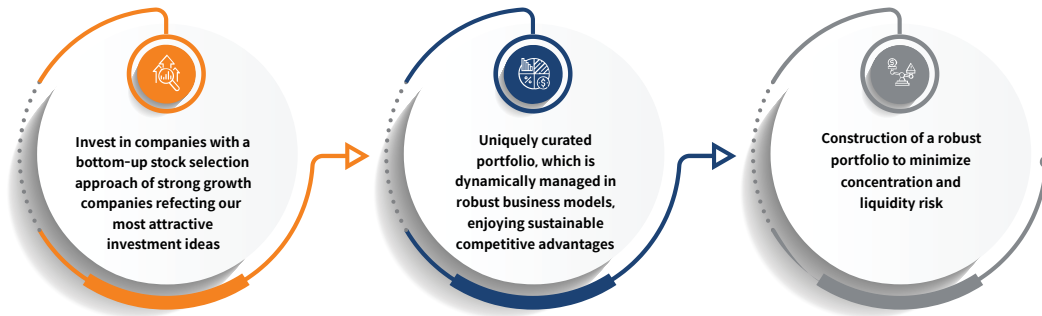 Invest in companies with a
bottom-up stock selection
approach of strong growth
companies refecting our
most attractive
investment ideas
Uniquely curated
portfolio, which is
dynamically managed in
robust business models,
enjoying sustainable
competitive advantages
Construction of a robust
portfolio to minimize
concentration and
liquidity risk